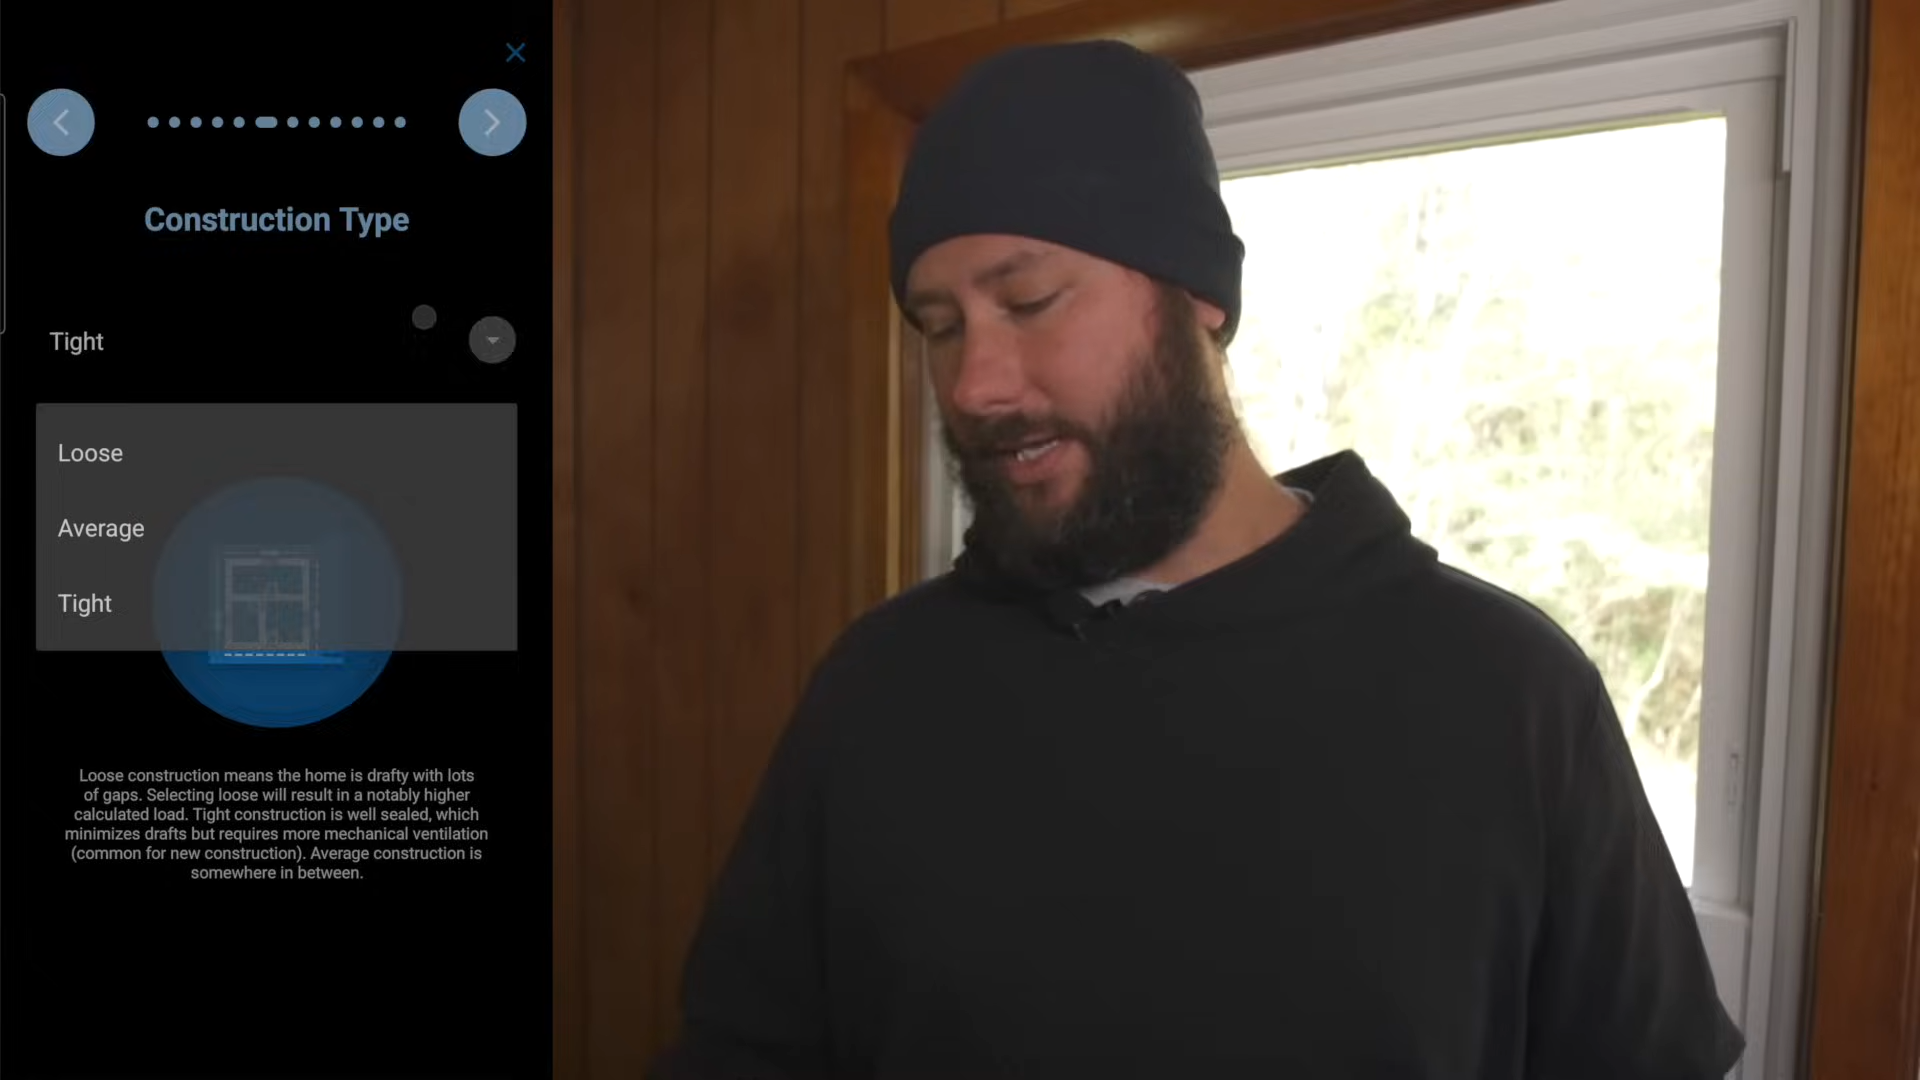 Construction Type
Tight
Loose
Average
Tight
Loose construction means the home is drafty with lots
of gaps. Selecting loose will result in a notably higher
calculated load. Tight construction is well sealed, which
minimizes drafts but requires more mechanical ventilation
(common for new construction). Average construction is
somewhere in between.